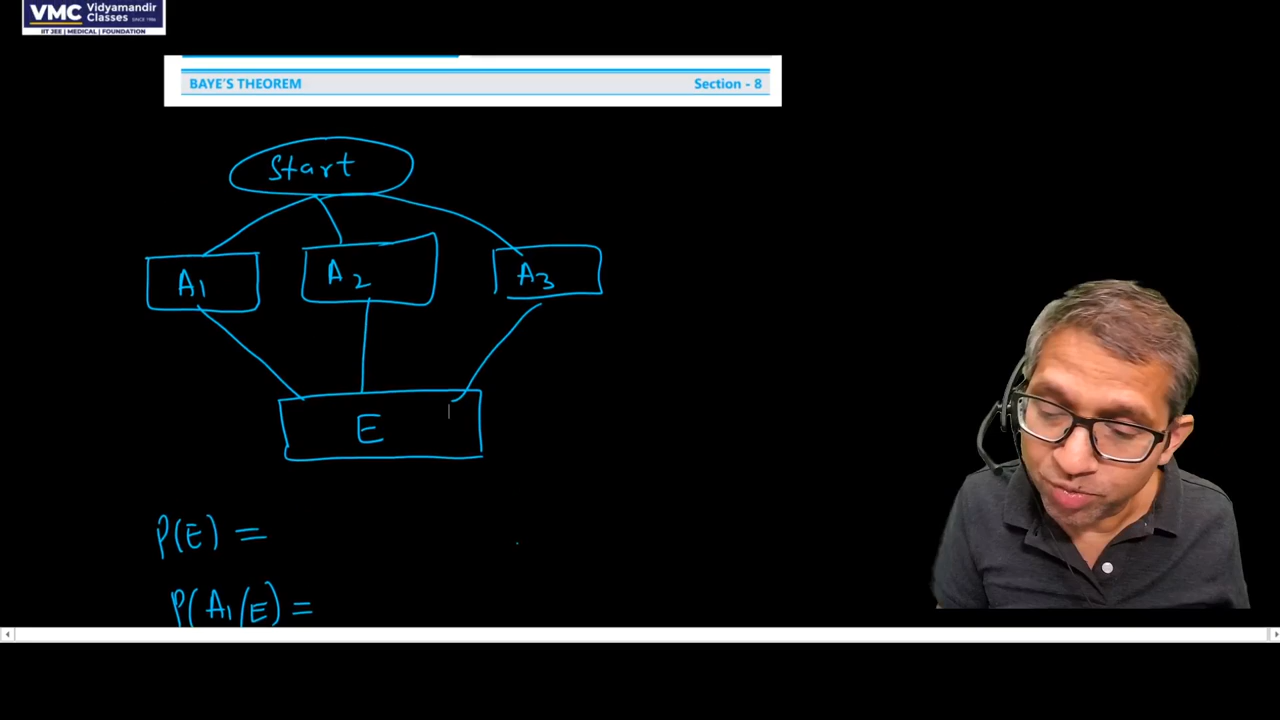 VMC Vidyamandir Classes SINCE 1986
IIT JEE | MEDICAL | FOUNDATION
BAYE'S THEOREM Section - 8
Start
A1 A2 A3
E
P(E) =
P(A1/E) =